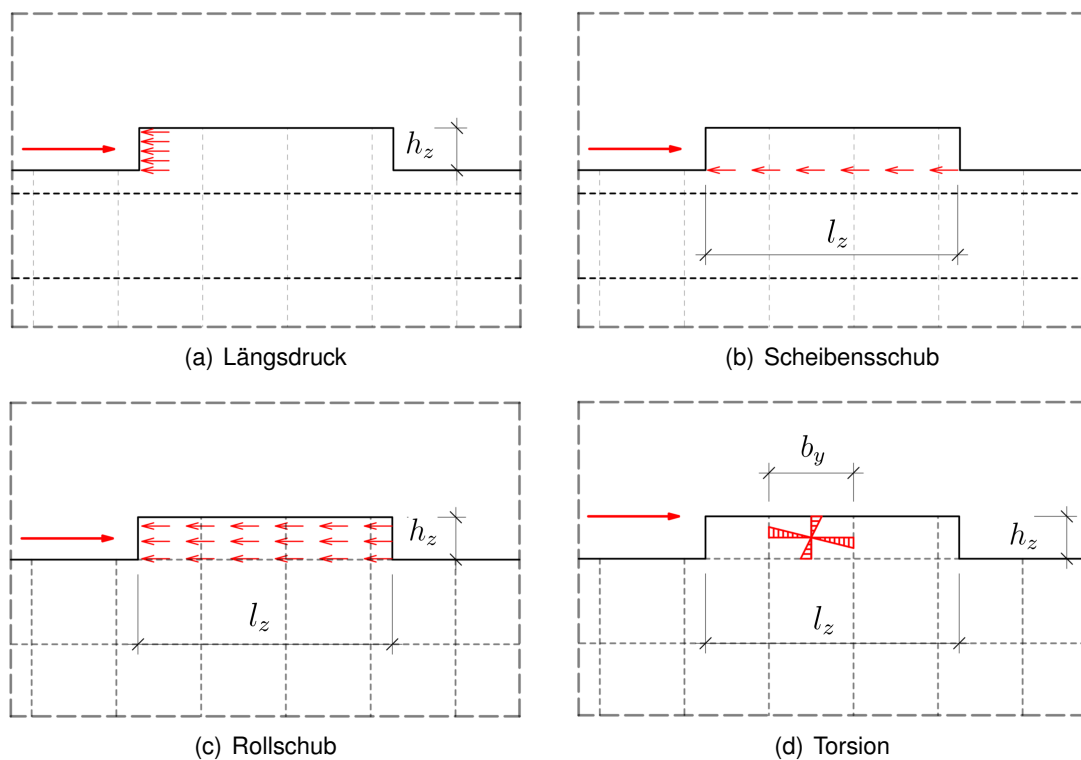 h_z
l_z
(a) Längsdruck
(b) Scheibensschub
h_z
l_z
b_y
h_z
l_z
(c) Rollschub
(d) Torsion